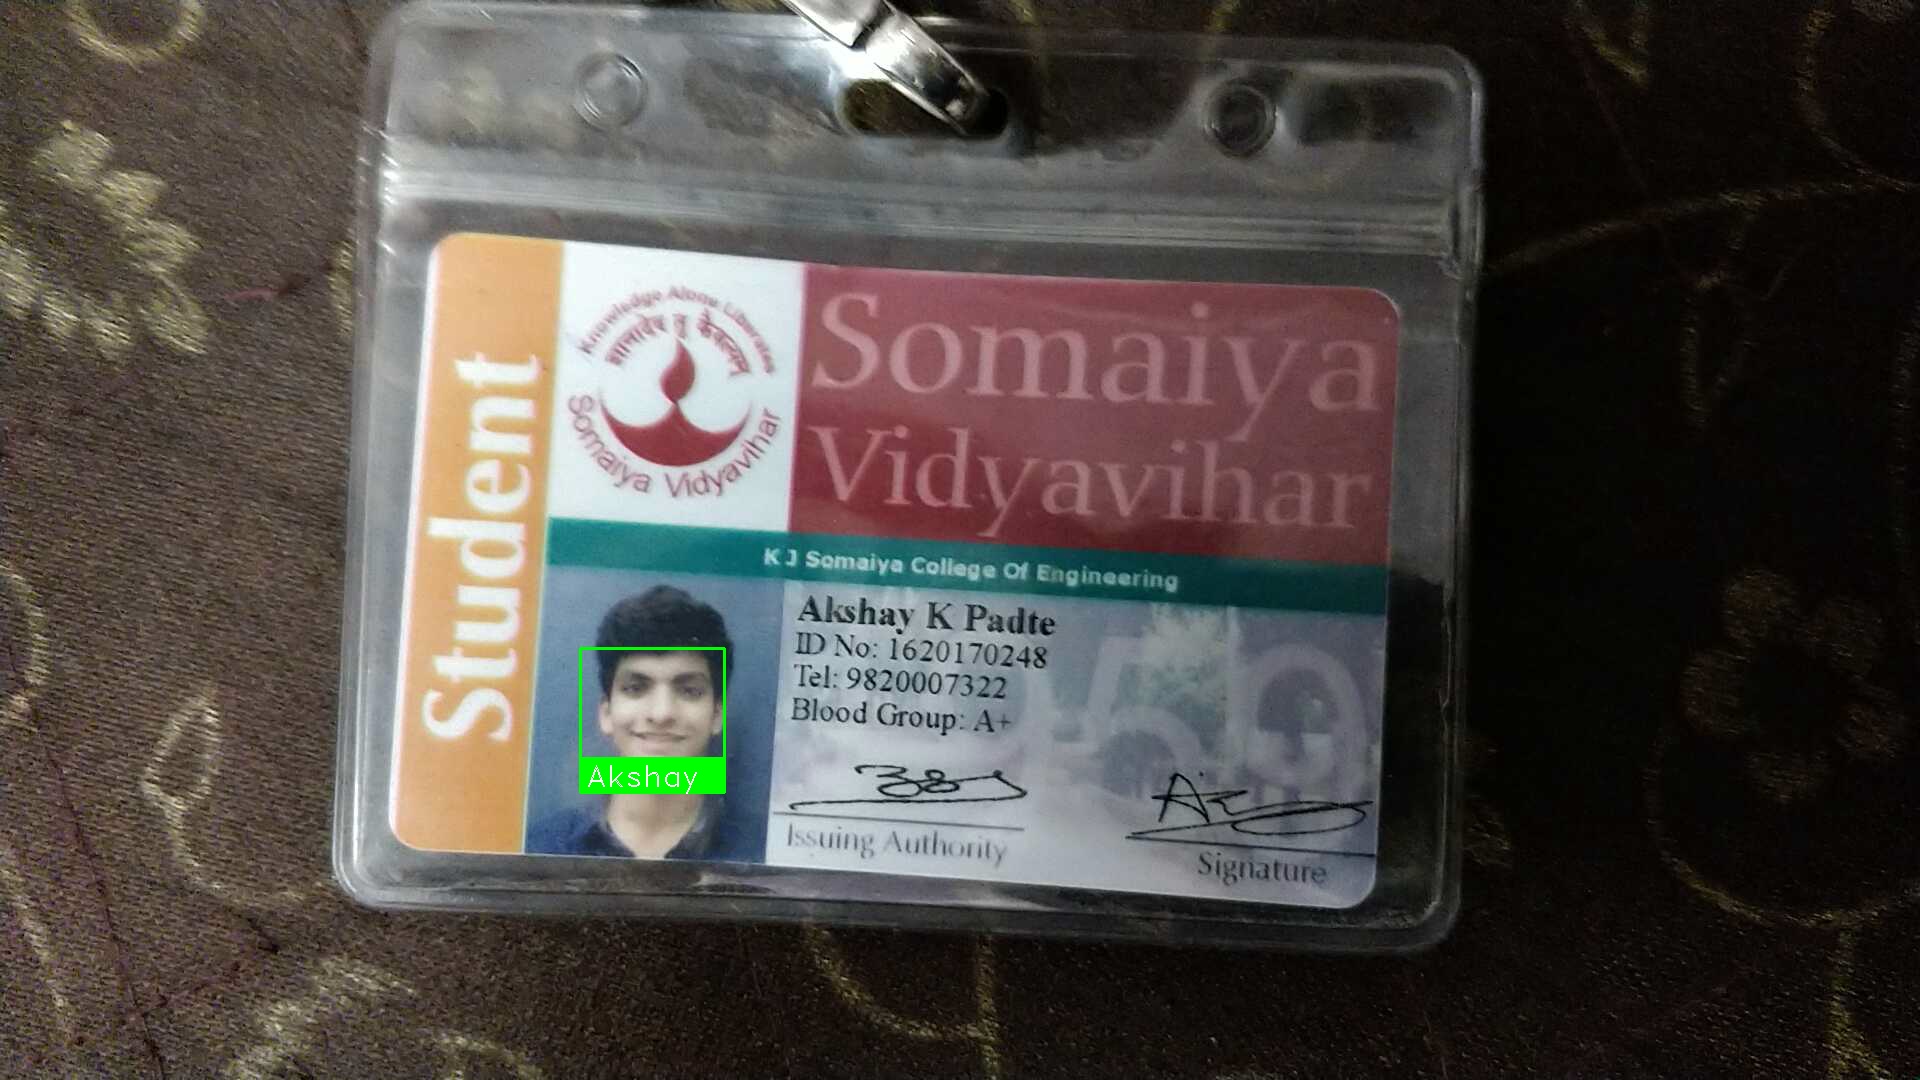 Student
Knowledge Alone Liberates
ज्ञानादेव तु कैवल्यम्
Somaiya Vidyavihar
Somaiya
Vidyavihar
K J Somaiya College Of Engineering
Akshay K Padte
ID No: 1620170248
Tel: 9820007322
Blood Group: A+
Akshay
Issuing Authority
Signature